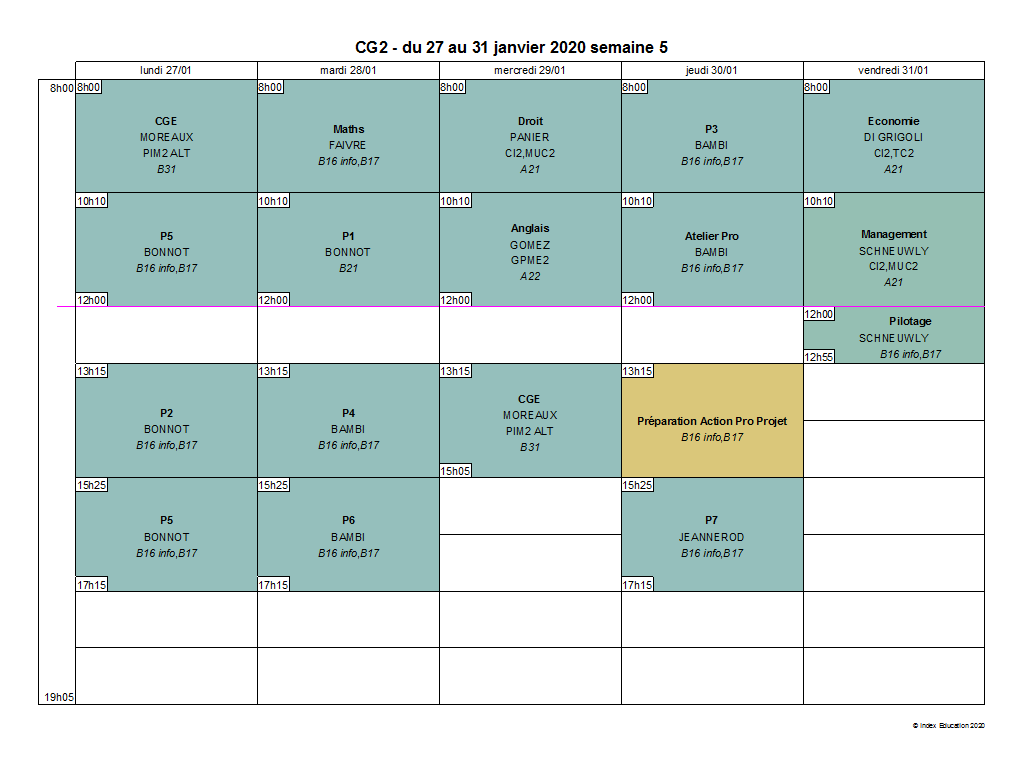 CG2 - du 27 au 31 janvier 2020 semaine 5
lundi 27/01
mardi 28/01
mercredi 29/01
jeudi 30/01
vendredi 31/01
8h00
8h00
CGE
MOREAUX
PIM2 ALT
B31
8h00
Maths
FAIVRE
B16 info,B17
8h00
Droit
PANIER
CI2,MUC2
A21
8h00
P3
BAMBI
B16 info,B17
8h00
Economie
DI GRIGOLI
CI2,TC2
A21
10h10
P5
BONNOT
B16 info,B17
12h00
10h10
P1
BONNOT
B21
12h00
10h10
Anglais
GOMEZ
GPME2
A22
12h00
10h10
Atelier Pro
BAMBI
B16 info,B17
12h00
10h10
Management
SCHNEUWLY
CI2,MUC2
A21
12h00
Pilotage
SCHNEUWLY
B16 info,B17
12h55
13h15
P2
BONNOT
B16 info,B17
13h15
P4
BAMBI
B16 info,B17
13h15
CGE
MOREAUX
PIM2 ALT
B31
15h05
13h15
Préparation Action Pro Projet
B16 info,B17
15h25
P5
BONNOT
B16 info,B17
17h15
15h25
P6
BAMBI
B16 info,B17
17h15
15h25
P7
JEANNEROD
B16 info,B17
17h15
19h05
© Index Education 2020